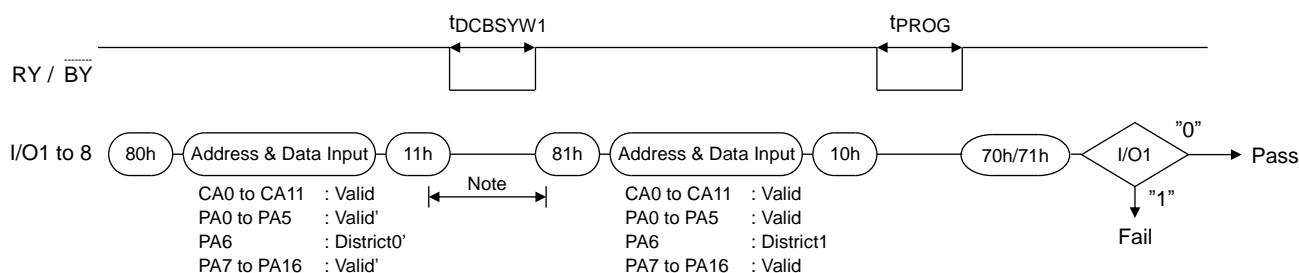 tDCBSYW1 tPROG
RY / BY
I/O1 to 8 80h Address & Data Input 11h 81h Address & Data Input 10h 70h/71h I/O1 ”0” Pass
Note ”1”
CA0 to CA11 : Valid CA0 to CA11 : Valid
PA0 to PA5 : Valid’ PA0 to PA5 : Valid
Fail
PA6 : District0’ PA6 : District1
PA7 to PA16 : Valid’ PA7 to PA16 : Valid